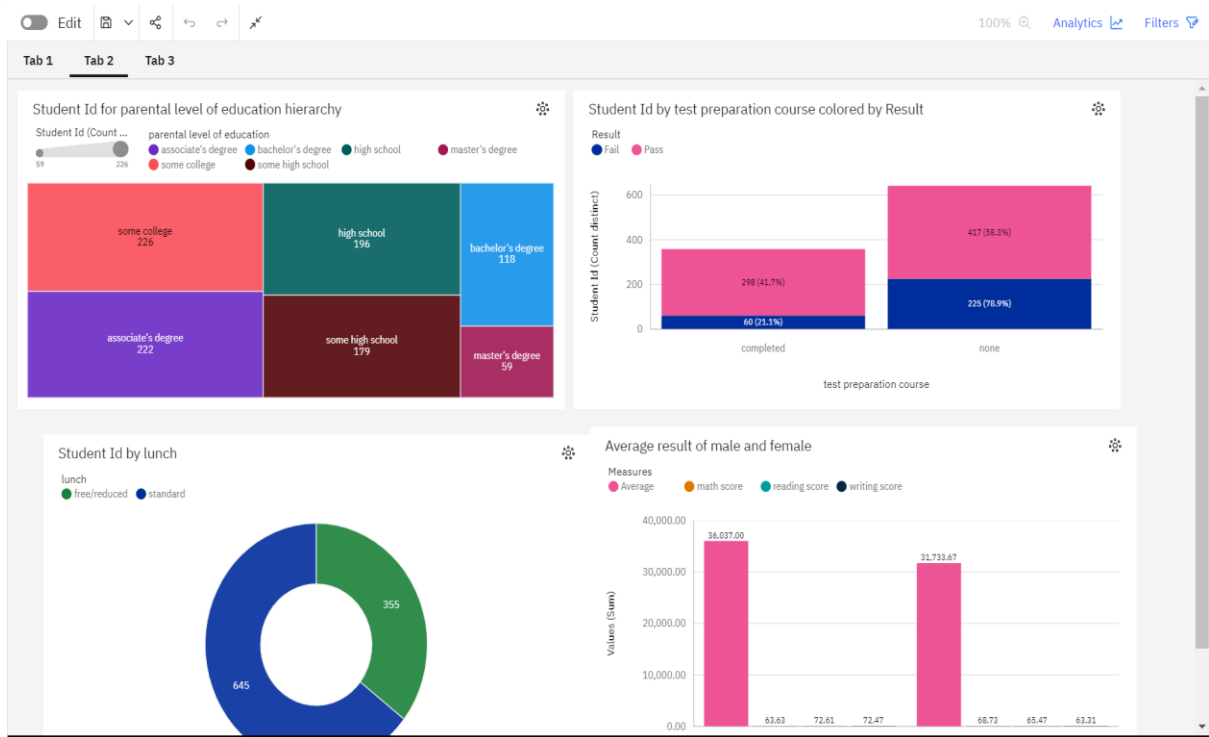 Edit
100%
Analytics
Filters
Tab 1 Tab 2 Tab 3
Student Id for parental level of education hierarchy
Student Id (Count ...
59 226
parental level of education
associate's degree bachelor's degree high school master's degree
some college some high school
some college
226
high school
196
bachelor's degree
118
associate's degree
222
some high school
179
master's degree
59
Student Id by test preparation course colored by Result
Result
Fail Pass
Student Id (Count distinct)
600
400
200
0
298 (41.7%)
60 (21.1%)
417 (58.3%)
225 (78.9%)
completed none
test preparation course
Student Id by lunch
lunch
free/reduced standard
355
645
Average result of male and female
Measures
Average math score reading score writing score
Values (Sum)
40,000.00
30,000.00
20,000.00
10,000.00
0.00
36,037.00
63.63 72.61 72.47
31,733.67
68.73 65.47 63.31